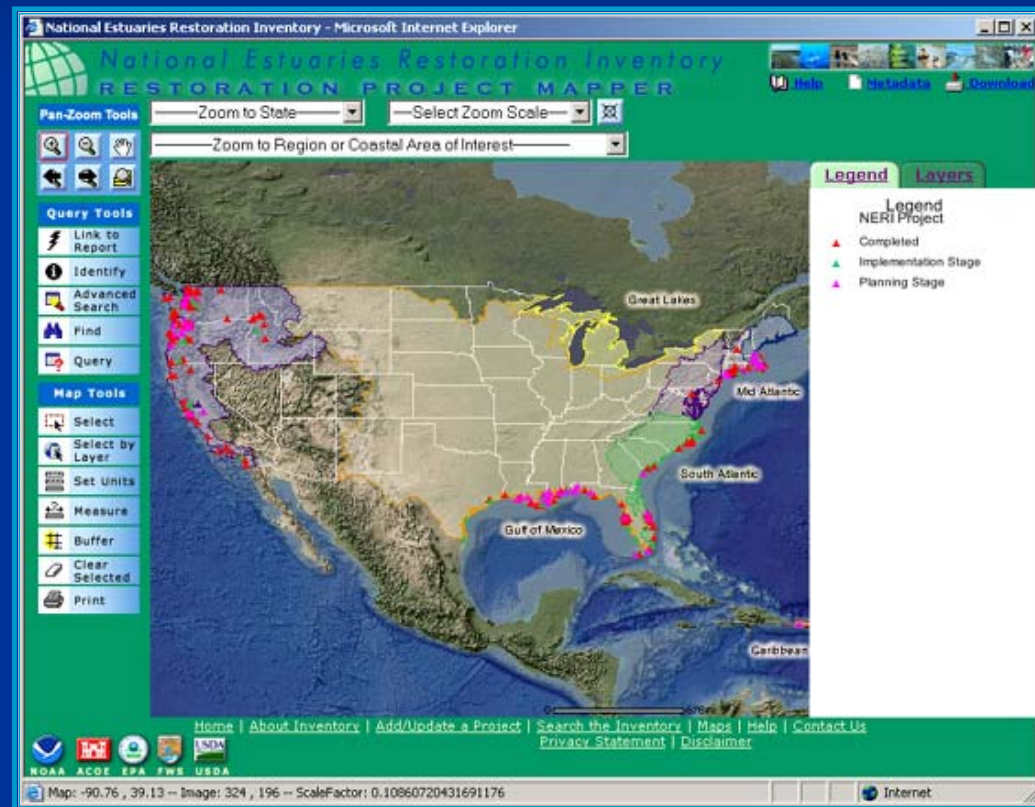 National Estuaries Restoration Inventory - Microsoft Internet Explorer
National Estuaries Restoration Inventory
RESTORATION PROJECT MAPPER
Help Metadata Download
Pan-Zoom Tools
Zoom to State
Select Zoom Scale
Zoom to Region or Coastal Area of Interest
Legend Layers
Query Tools
Link to
Report
Identify
Advanced
Search
Find
Query
Map Tools
Select
Select by
Layer
Set Units
Measure
Buffer
Clear
Selected
Print
Great Lakes
Mid Atlantic
South Atlantic
Gulf of Mexico
Caribbean
0
Legend
NERI Project
Completed
Implementation Stage
Planning Stage
Home | About Inventory | Add/Update a Project | Search the Inventory | Maps | Help | Contact Us
Privacy Statement | Disclaimer
NOAA ACOE EPA FWS USDA
USDA
Map: -90.76 , 39.13 -- Image: 324 , 196 -- ScaleFactor: 0.10860720431691176
Internet